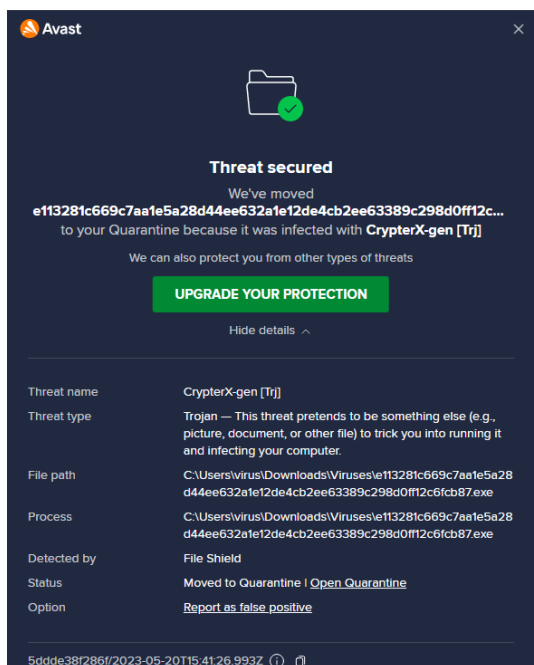 Avast
Threat secured
We've moved
e113281c669c7aa1e5a28d44ee632a1e12de4cb2ee63389c298d0ff12c...
to your Quarantine because it was infected with CrypterX-gen [Trj]
We can also protect you from other types of threats
UPGRADE YOUR PROTECTION
Hide details
Threat name CrypterX-gen [Trj]
Threat type Trojan — This threat pretends to be something else (e.g.,
picture, document, or other file) to trick you into running it
and infecting your computer.
File path C:\Users\virus\Downloads\Viruses\e113281c669c7aa1e5a28
d44ee632a1e12de4cb2ee63389c298d0ff12c6fcb87.exe
Process C:\Users\virus\Downloads\Viruses\e113281c669c7aa1e5a28
d44ee632a1e12de4cb2ee63389c298d0ff12c6fcb87.exe
Detected by File Shield
Status Moved to Quarantine | Open Quarantine
Option Report as false positive
5ddde38f286f/2023-05-20T15:41:26.993Z